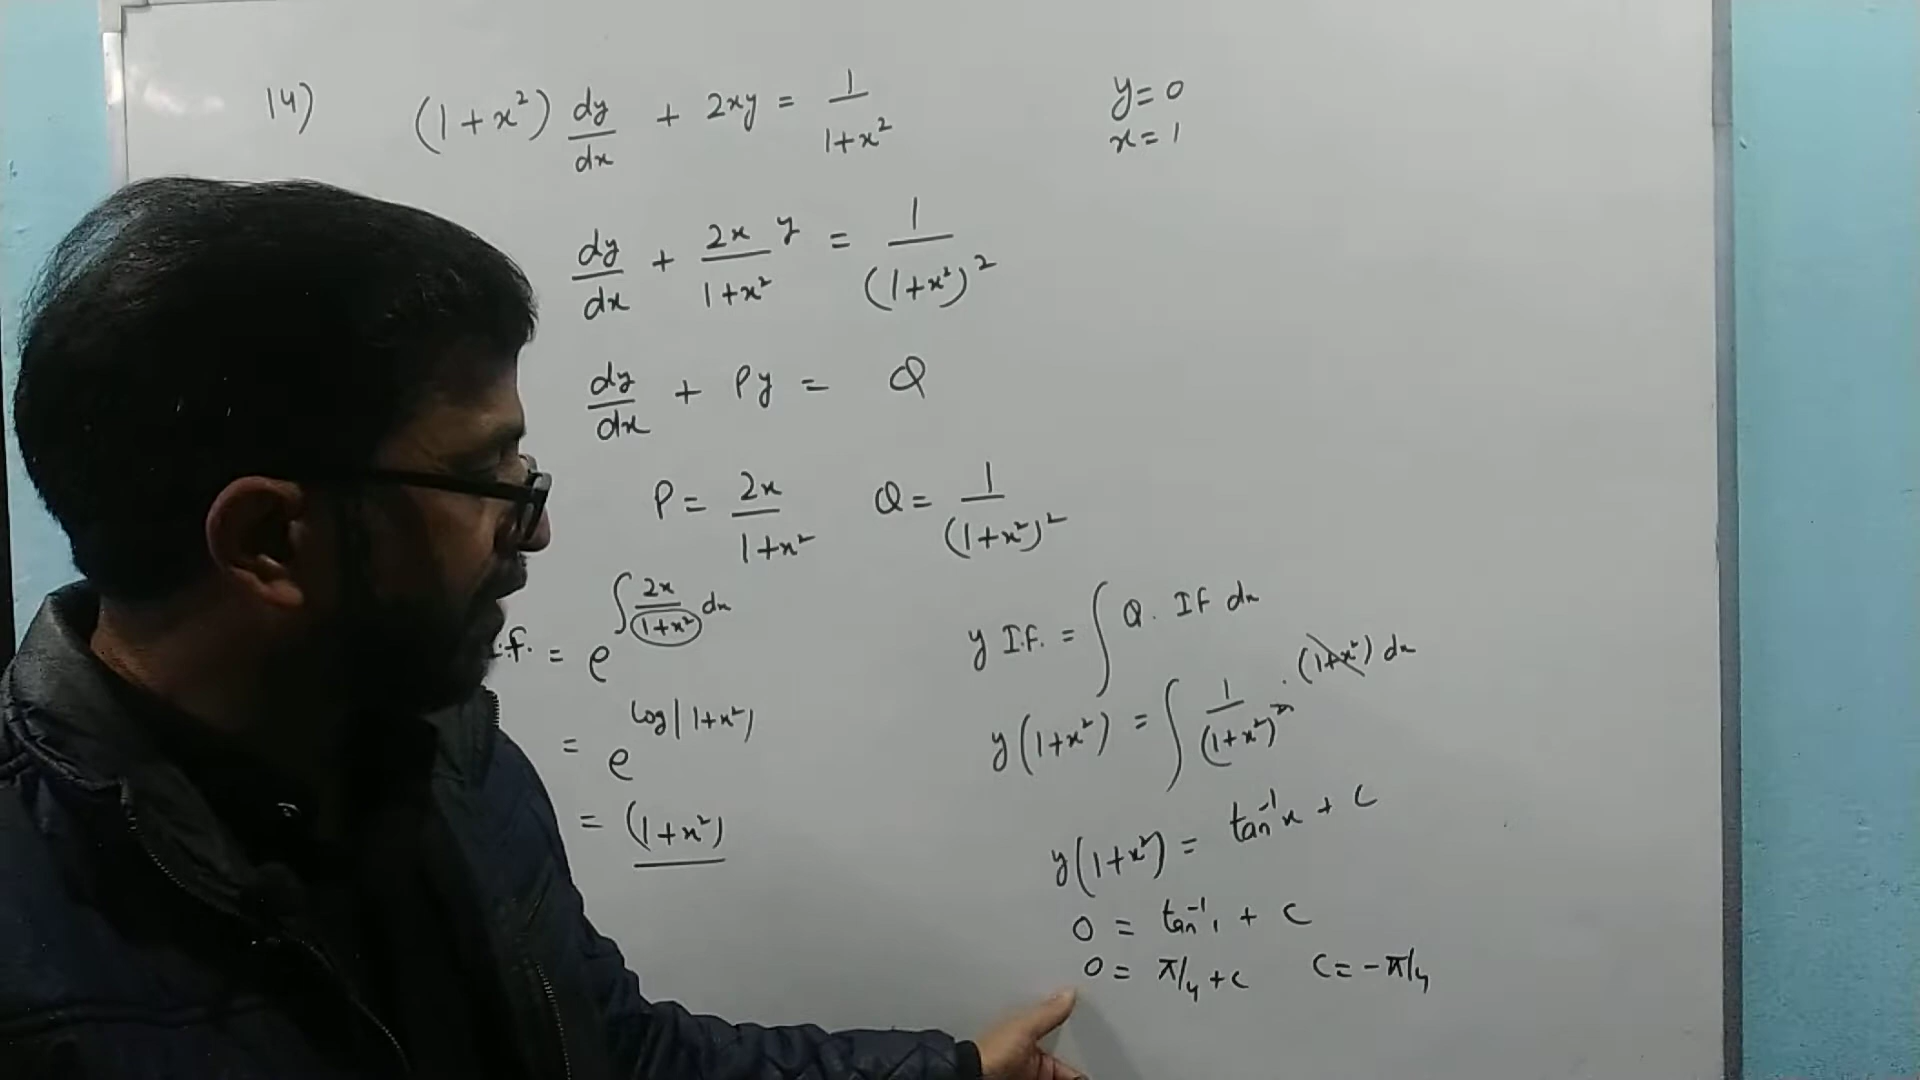 14) (1+x²) dy/dx + 2xy = 1/(1+x²) y=0
x=1
dy/dx + 2x/(1+x²) y = 1/(1+x²)²
dy/dx + Py = Q
P = 2x/(1+x²) Q = 1/(1+x²)²
I.f. = e^∫ 2x/(1+x²) dx
= e^log|1+x²|
= (1+x²)
y I.f. = ∫ Q. If dx
y(1+x²) = ∫ 1/(1+x²)² . (1+x²) dx
y(1+x²) = tan⁻¹x + c
0 = tan⁻¹1 + c
0 = π/4 + c c = -π/4